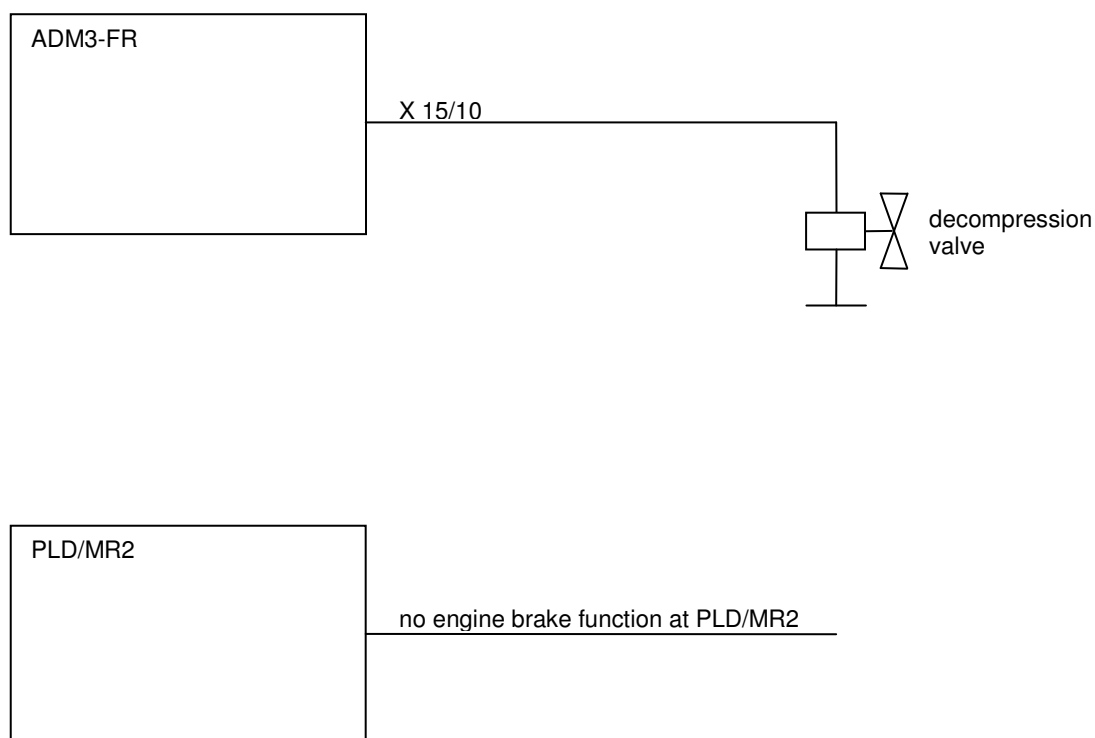 ADM3-FR
X 15/10
decompression
valve
PLD/MR2
no engine brake function at PLD/MR2